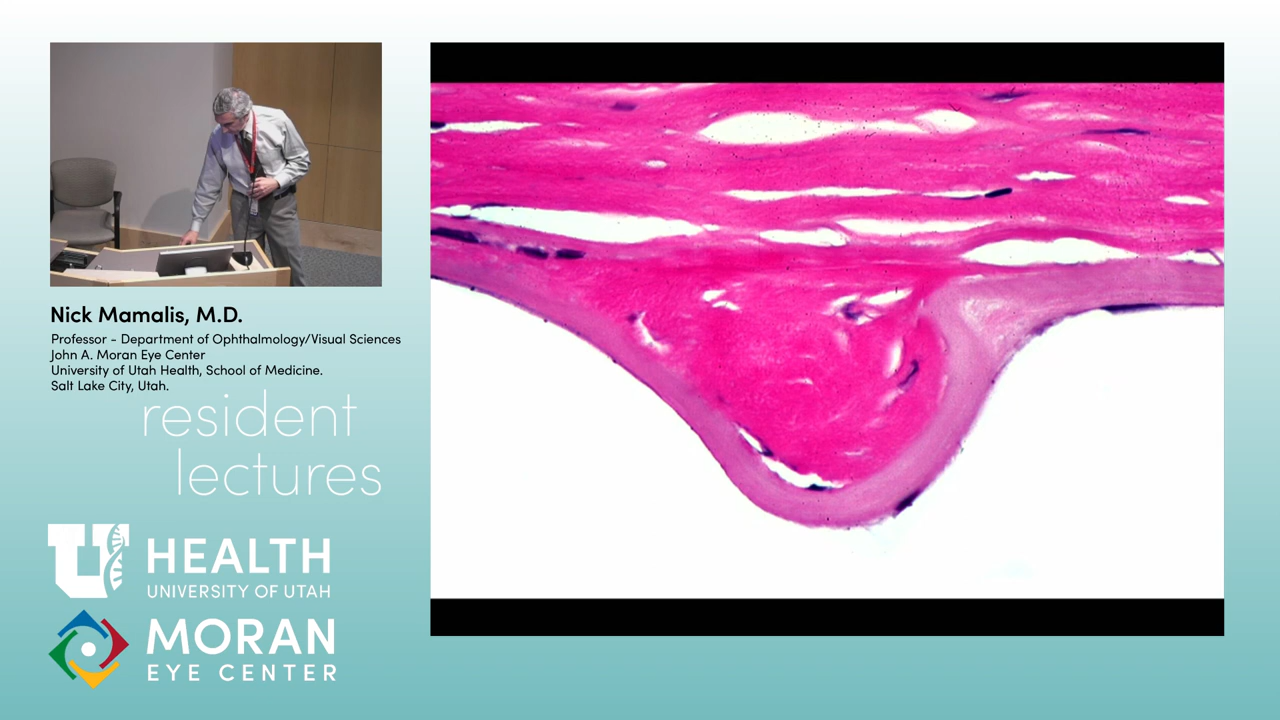 Nick Mamalis, M.D.
Professor - Department of Ophthalmology/Visual Sciences
John A. Moran Eye Center
University of Utah Health, School of Medicine.
Salt Lake City, Utah.
resident
lectures
U HEALTH
UNIVERSITY OF UTAH
MORAN
EYE CENTER